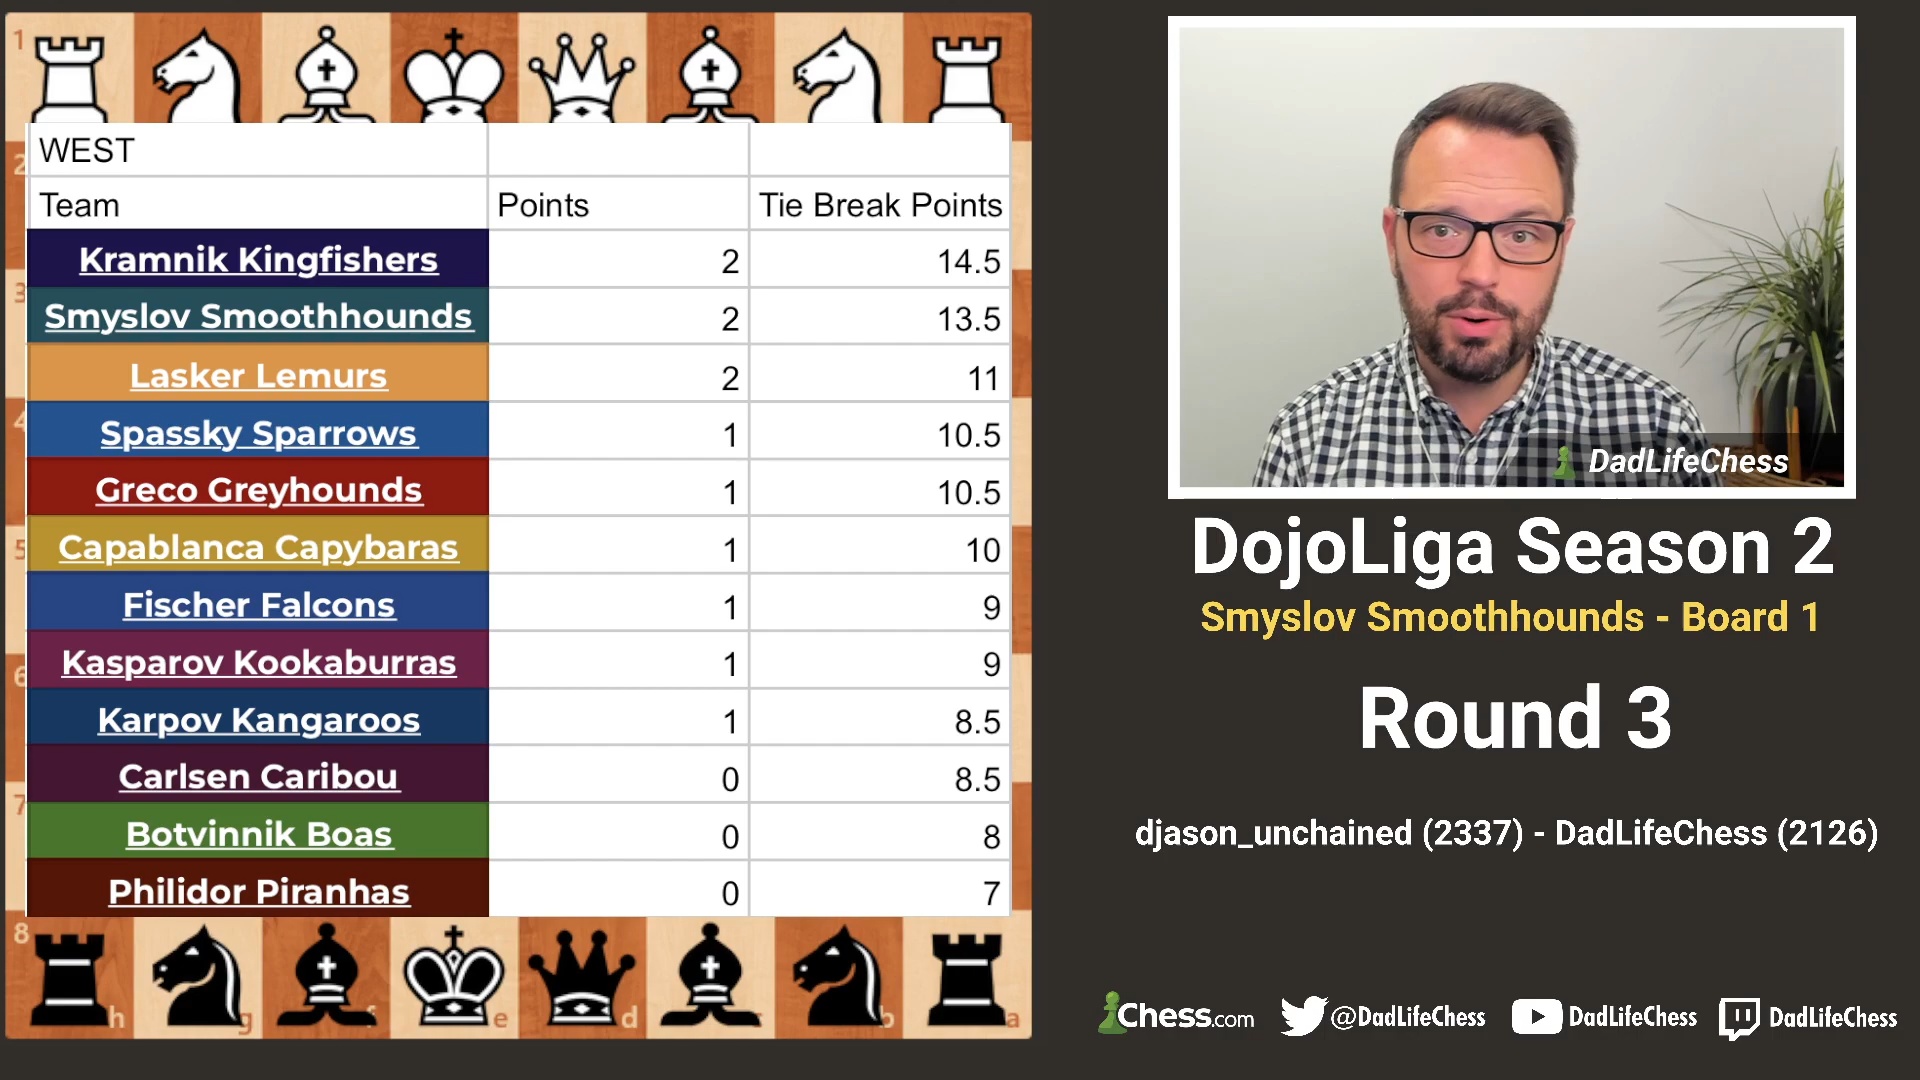 1
WEST
2
Team Points Tie Break Points
Kramnik Kingfishers 2 14.5
3
Smyslov Smoothhounds 2 13.5
Lasker Lemurs 2 11
4
Spassky Sparrows 1 10.5
Greco Greyhounds 1 10.5
5
Capablanca Capybaras 1 10
Fischer Falcons 1 9
6
Kasparov Kookaburras 1 9
Karpov Kangaroos 1 8.5
7
Carlsen Caribou 0 8.5
Botvinnik Boas 0 8
Philidor Piranhas 0 7
8
h g f e d b a
DadLifeChess
DojoLiga Season 2
Smyslov Smoothhounds - Board 1
Round 3
djason_unchained (2337) - DadLifeChess (2126)
Chess.com @DadLifeChess DadLifeChess DadLifeChess